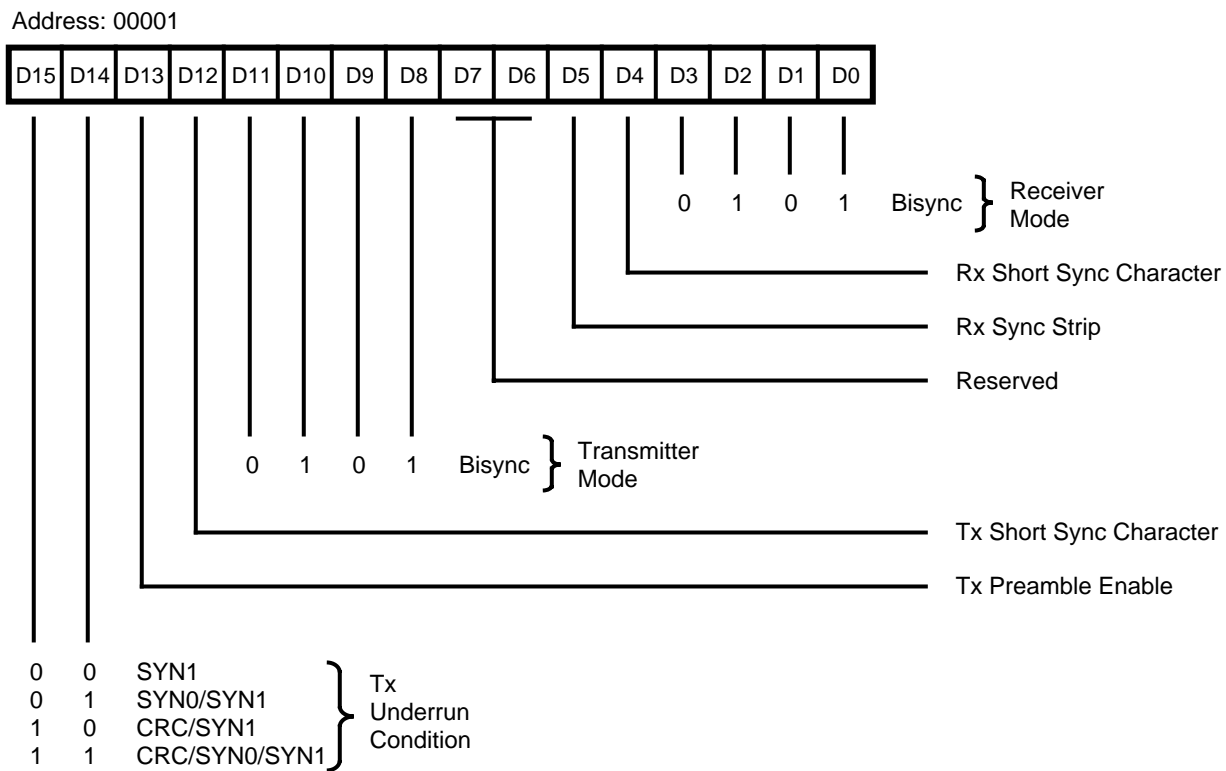 Address: 00001
D15 D14 D13 D12 D11 D10 D9 D8 D7 D6 D5 D4 D3 D2 D1 D0
0 1 0 1 Bisync } Receiver
Mode
Rx Short Sync Character
Rx Sync Strip
Reserved
0 1 0 1 Bisync } Transmitter
Mode
Tx Short Sync Character
Tx Preamble Enable
0 0 SYN1
0 1 SYN0/SYN1
1 0 CRC/SYN1
1 1 CRC/SYN0/SYN1
Tx
Underrun
Condition